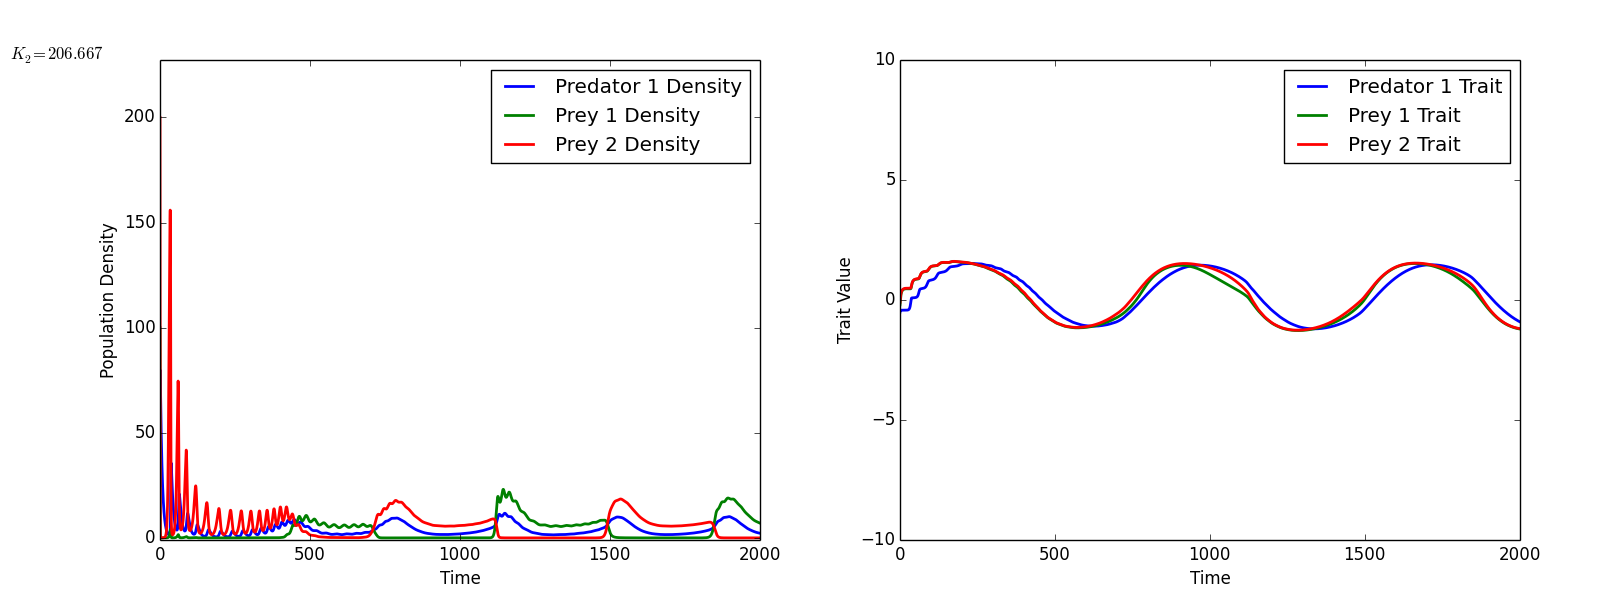 K₂ = 206.667
Population Density
200
150
100
50
0
0 500 1000 1500 2000
Time
Predator 1 Density
Prey 1 Density
Prey 2 Density
Trait Value
10
5
0
−5
−10
0 500 1000 1500 2000
Time
Predator 1 Trait
Prey 1 Trait
Prey 2 Trait